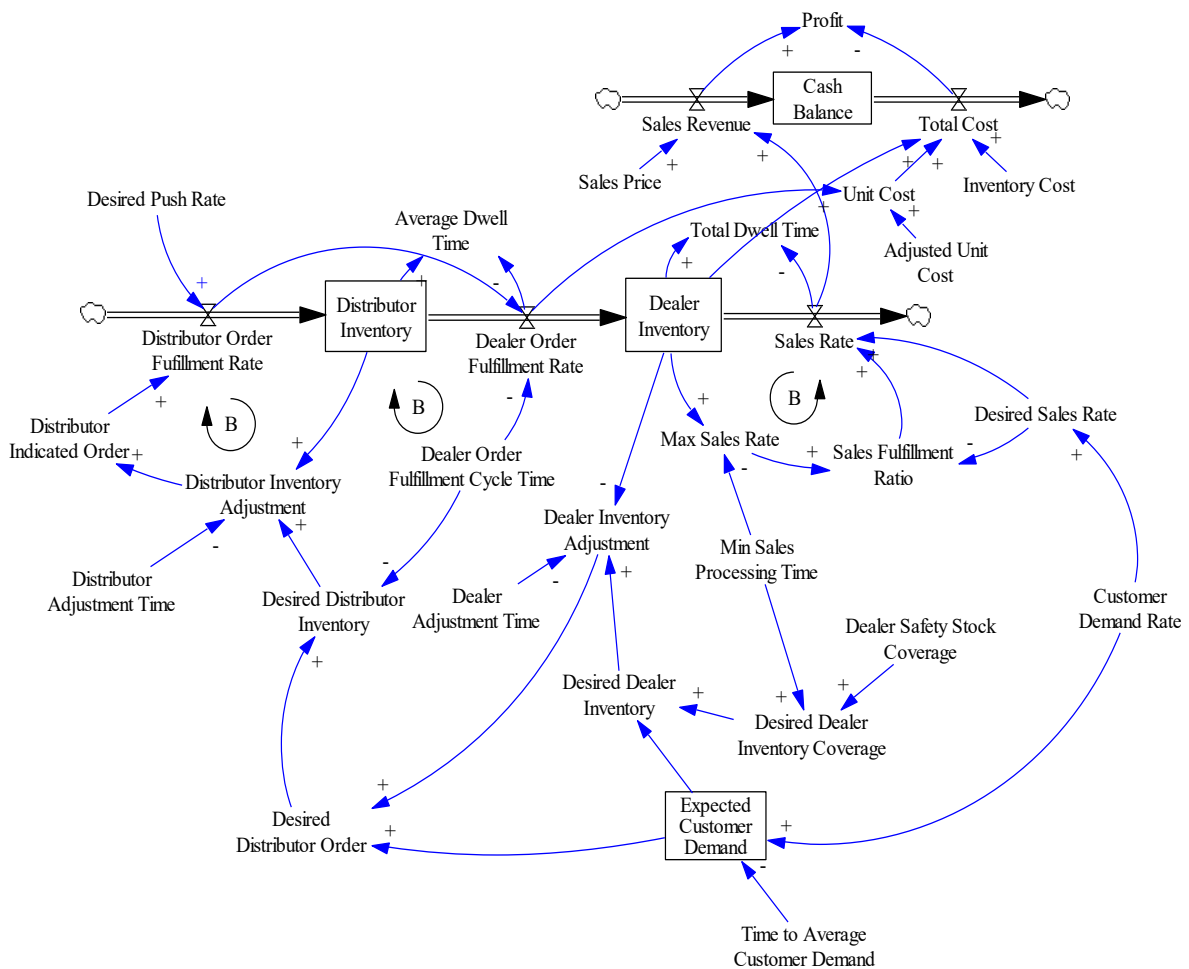 Profit
+
-
Cash
Balance
Sales Revenue
Total Cost
+
+
+
+
+
Sales Price
Unit Cost
Inventory Cost
Desired Push Rate
Average Dwell
Time
Total Dwell Time
+
+
Adjusted Unit
Cost
+
+
+
-
-
Distributor
Inventory
Dealer
Inventory
Distributor Order
Fufillment Rate
Dealer Order
Fulfillment Rate
Sales Rate
+
+
+
-
+
B
B
B
Distributor
Indicated Order
+
+
Dealer Order
Fulfillment Cycle Time
Max Sales Rate
+
-
Sales Fulfillment
Ratio
-
Desired Sales Rate
+
Distributor Inventory
Adjustment
-
+
-
Dealer Inventory
Adjustment
Min Sales
Processing Time
-
-
+
Distributor
Adjustment Time
Desired Distributor
Inventory
Dealer
Adjustment Time
Customer
Demand Rate
Dealer Safety Stock
Coverage
+
Desired Dealer
Inventory
+
+
+
Desired Dealer
Inventory Coverage
+
+
Desired
Distributor Order
Expected
Customer
Demand
+
-
Time to Average
Customer Demand